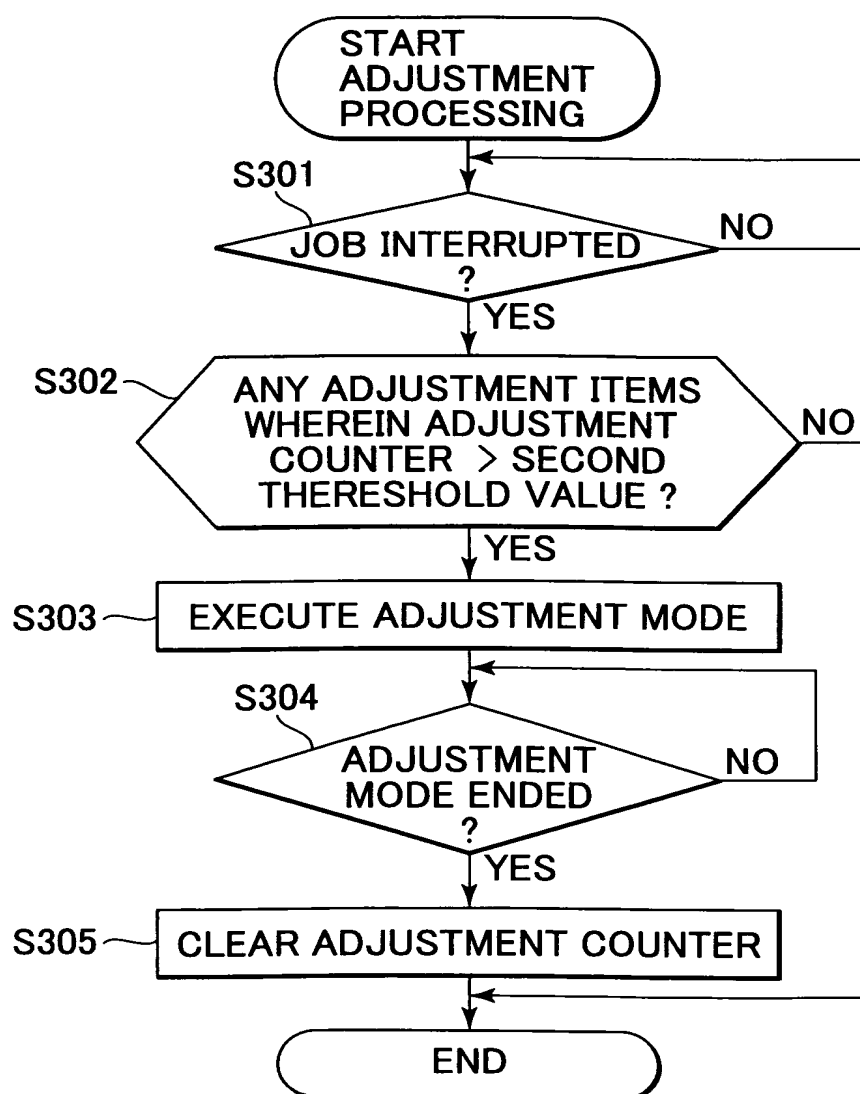 START
ADJUSTMENT
PROCESSING
S301
JOB INTERRUPTED
?
NO
YES
S302
ANY ADJUSTMENT ITEMS
WHEREIN ADJUSTMENT
COUNTER > SECOND
THERESHOLD VALUE ?
NO
YES
S303
EXECUTE ADJUSTMENT MODE
S304
ADJUSTMENT
MODE ENDED
?
NO
YES
S305
CLEAR ADJUSTMENT COUNTER
END